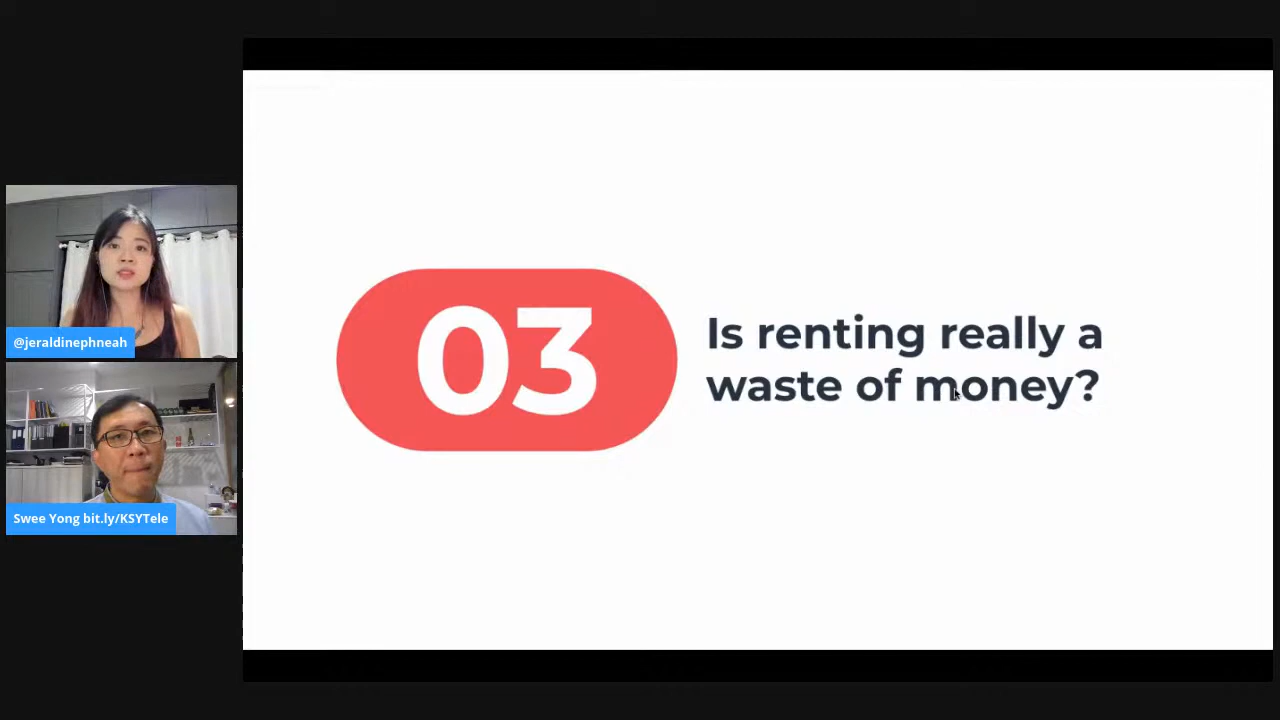 @jeraldinephneah
Swee Yong bit.ly/KSYTele
03
Is renting really a
waste of money?